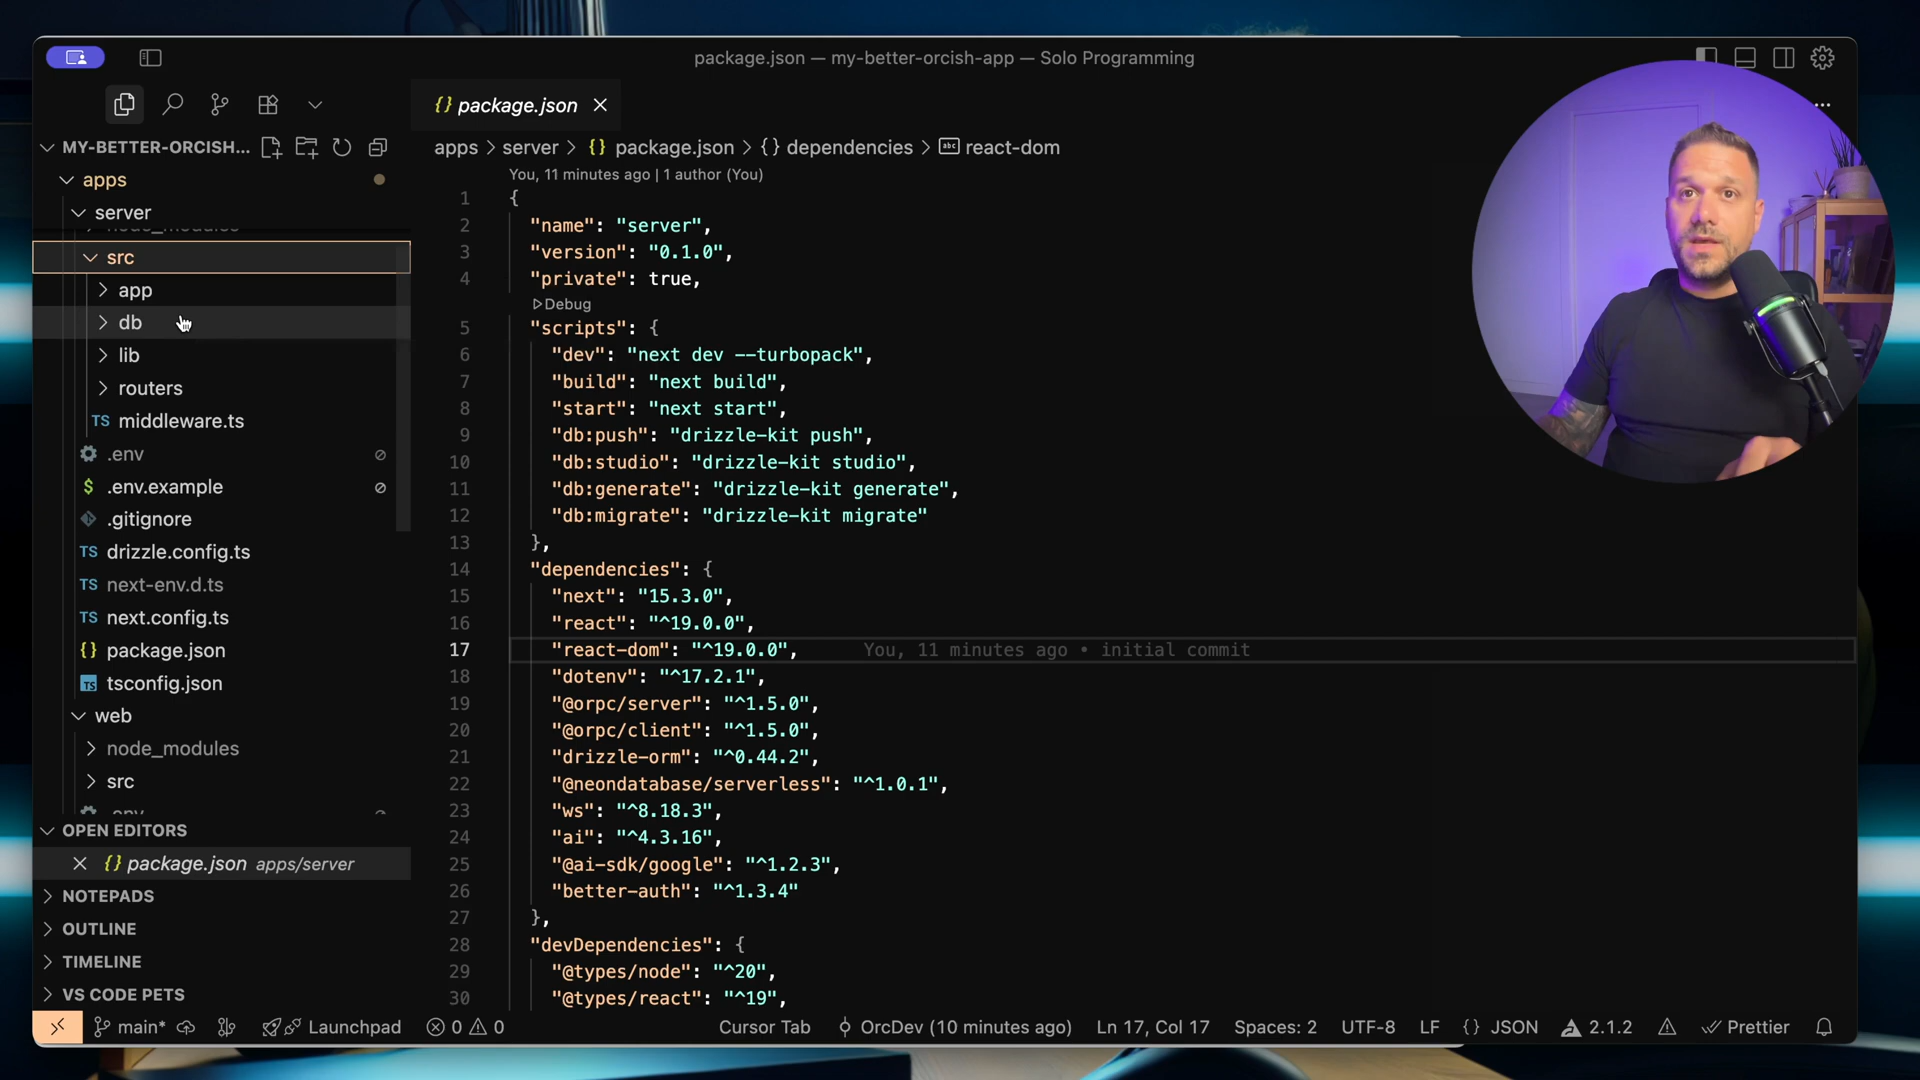 package.json — my-better-orcish-app — Solo Programming
{} package.json
MY-BETTER-ORCISH...
apps > server > {} package.json > {} dependencies > react-dom
apps
server
node_modules
src
app
db
lib
routers
TS middleware.ts
.env
$ .env.example
.gitignore
TS drizzle.config.ts
TS next-env.d.ts
TS next.config.ts
{} package.json
TS tsconfig.json
web
node_modules
src
.env
OPEN EDITORS
{} package.json apps/server
NOTEPADS
OUTLINE
TIMELINE
VS CODE PETS
You, 11 minutes ago | 1 author (You)
1 {
2 "name": "server",
3 "version": "0.1.0",
4 "private": true,
Debug
5 "scripts": {
6 "dev": "next dev --turbopack",
7 "build": "next build",
8 "start": "next start",
9 "db:push": "drizzle-kit push",
10 "db:studio": "drizzle-kit studio",
11 "db:generate": "drizzle-kit generate",
12 "db:migrate": "drizzle-kit migrate"
13 },
14 "dependencies": {
15 "next": "15.3.0",
16 "react": "^19.0.0",
17 "react-dom": "^19.0.0", You, 11 minutes ago • initial commit
18 "dotenv": "^17.2.1",
19 "@orpc/server": "^1.5.0",
20 "@orpc/client": "^1.5.0",
21 "drizzle-orm": "^0.44.2",
22 "@neondatabase/serverless": "^1.0.1",
23 "ws": "^8.18.3",
24 "ai": "^4.3.16",
25 "@ai-sdk/google": "^1.2.3",
26 "better-auth": "^1.3.4"
27 },
28 "devDependencies": {
29 "@types/node": "^20",
30 "@types/react": "^19",
main* Launchpad 0 0 Cursor Tab OrcDev (10 minutes ago) Ln 17, Col 17 Spaces: 2 UTF-8 LF {} JSON 2.1.2 Prettier